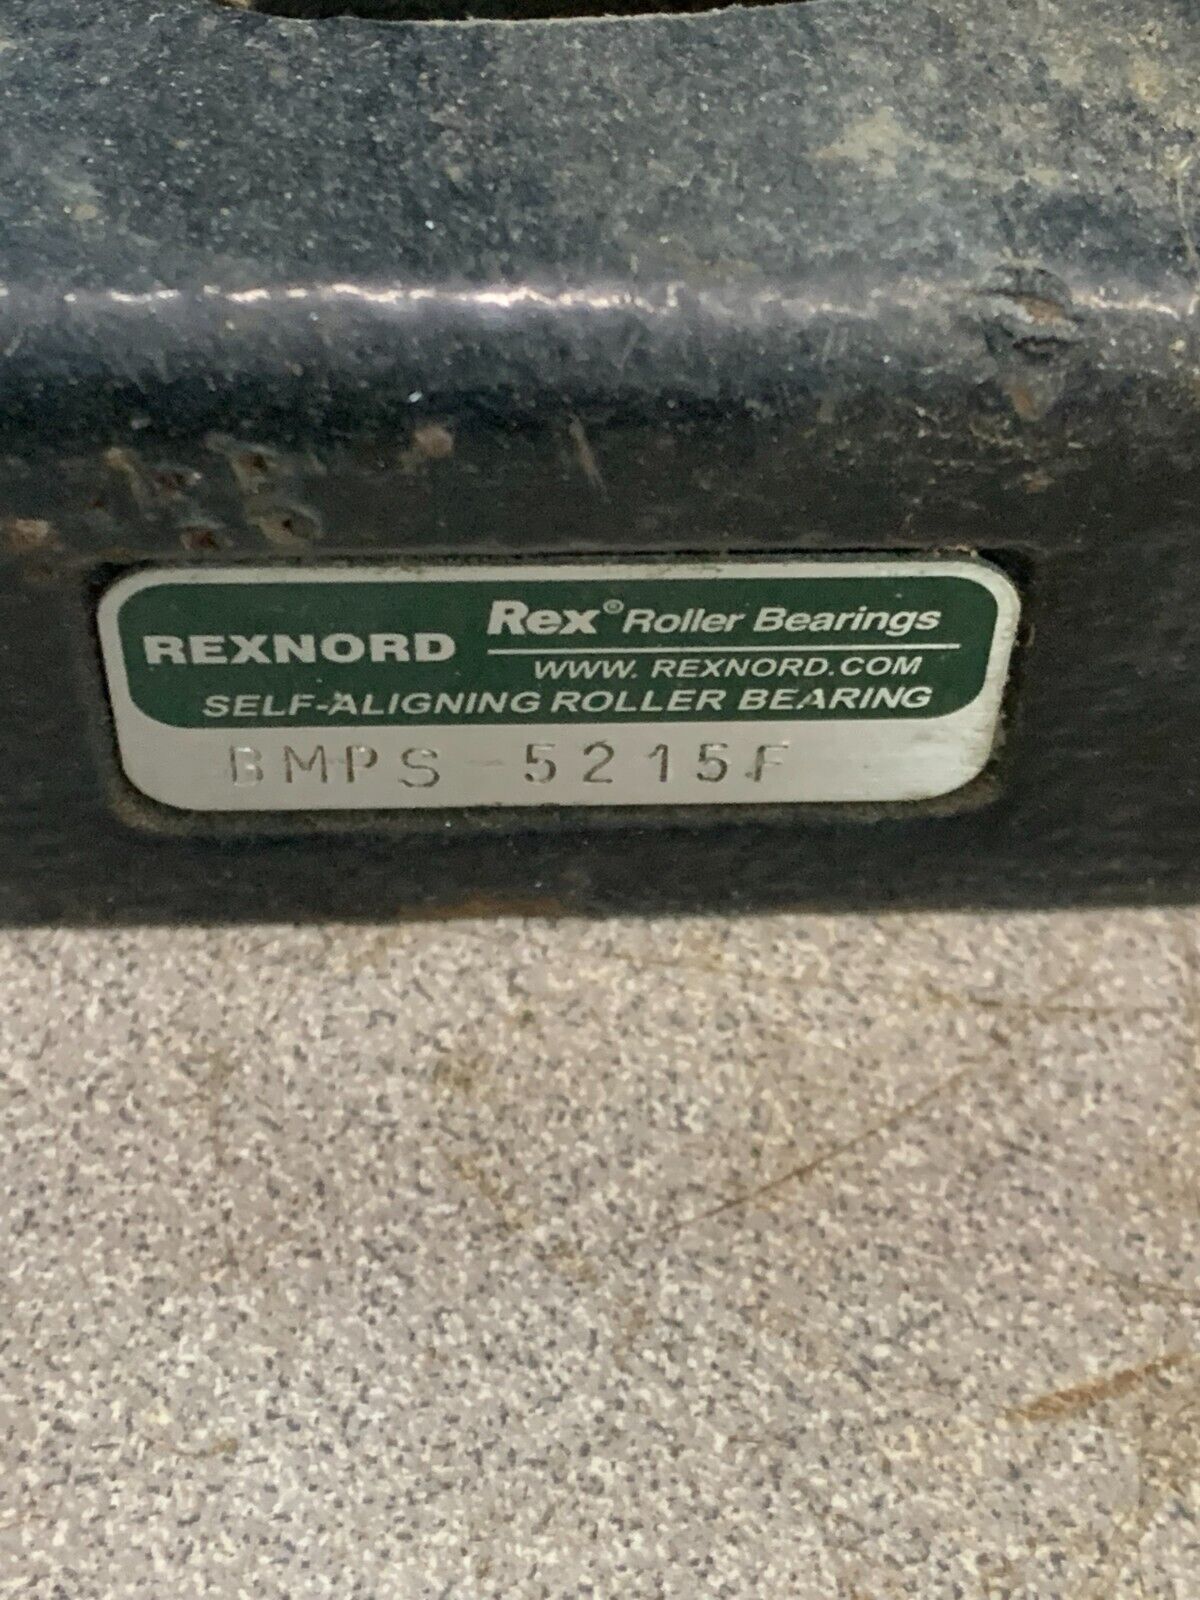 REXNORD Rex® Roller Bearings
WWW. REXNORD.COM
SELF-ALIGNING ROLLER BEARING
BMPS 5215F